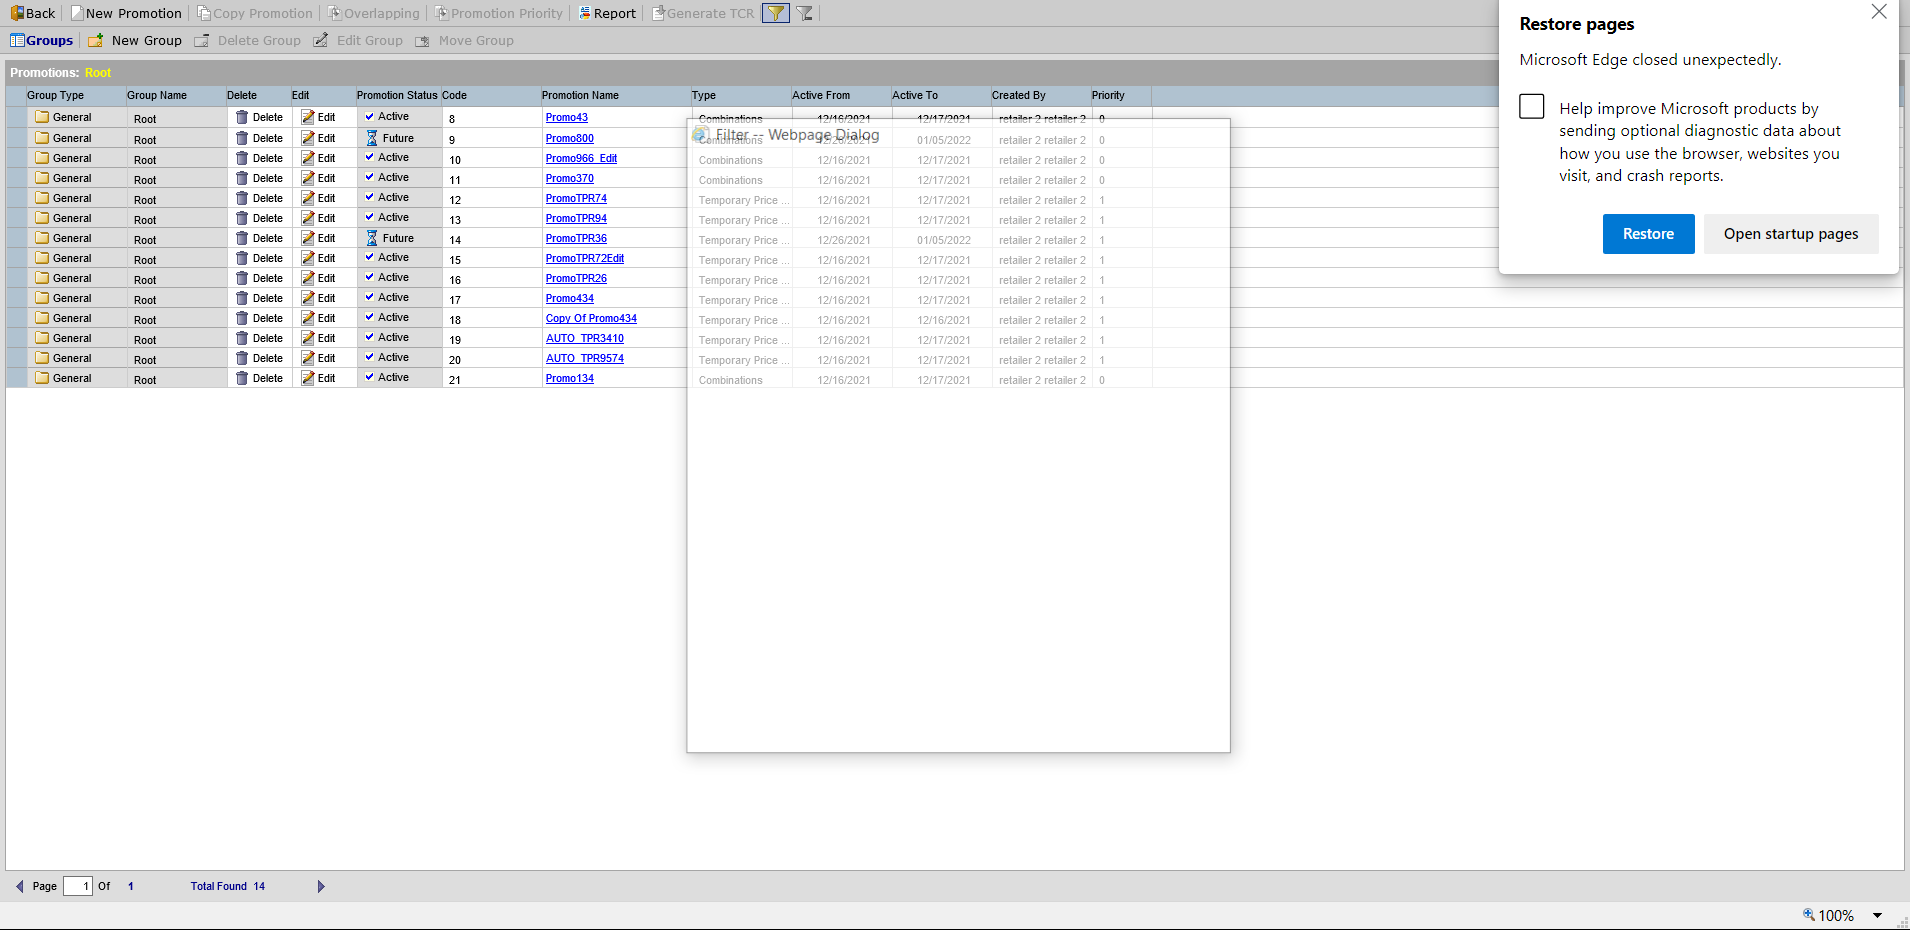 Back New Promotion Copy Promotion Overlapping Promotion Priority Report Generate TCR
Groups New Group Delete Group Edit Group Move Group
Promotions: Root
Group Type Group Name Delete Edit Promotion Status Code Promotion Name Type Active From Active To Created By Priority
General Root Delete Edit Active 8 Promo43 Combinations 12/16/2021 12/17/2021 retailer 2 retailer 2 0
Filter -- Webpage Dialog
General Root Delete Edit Future 9 Promo800 Combinations 12/26/2021 01/05/2022 retailer 2 retailer 2 0
General Root Delete Edit Active 10 Promo966_Edit Combinations 12/16/2021 12/17/2021 retailer 2 retailer 2 0
General Root Delete Edit Active 11 Promo370 Combinations 12/16/2021 12/17/2021 retailer 2 retailer 2 0
General Root Delete Edit Active 12 PromoTPR74 Temporary Price ... 12/16/2021 12/17/2021 retailer 2 retailer 2 1
General Root Delete Edit Active 13 PromoTPR94 Temporary Price ... 12/16/2021 12/17/2021 retailer 2 retailer 2 1
General Root Delete Edit Future 14 PromoTPR36 Temporary Price ... 12/26/2021 01/05/2022 retailer 2 retailer 2 1
General Root Delete Edit Active 15 PromoTPR72Edit Temporary Price ... 12/16/2021 12/17/2021 retailer 2 retailer 2 1
General Root Delete Edit Active 16 PromoTPR26 Temporary Price ... 12/16/2021 12/17/2021 retailer 2 retailer 2 1
General Root Delete Edit Active 17 Promo434 Temporary Price ... 12/16/2021 12/17/2021 retailer 2 retailer 2 1
General Root Delete Edit Active 18 Copy Of Promo434 Temporary Price ... 12/16/2021 12/16/2021 retailer 2 retailer 2 1
General Root Delete Edit Active 19 AUTO_TPR3410 Temporary Price ... 12/16/2021 12/17/2021 retailer 2 retailer 2 1
General Root Delete Edit Active 20 AUTO_TPR9574 Temporary Price ... 12/16/2021 12/17/2021 retailer 2 retailer 2 1
General Root Delete Edit Active 21 Promo134 Combinations 12/16/2021 12/17/2021 retailer 2 retailer 2 0
Restore pages
Microsoft Edge closed unexpectedly.
Help improve Microsoft products by
sending optional diagnostic data about
how you use the browser, websites you
visit, and crash reports.
Restore Open startup pages
Page 1 Of 1 Total Found 14
100%